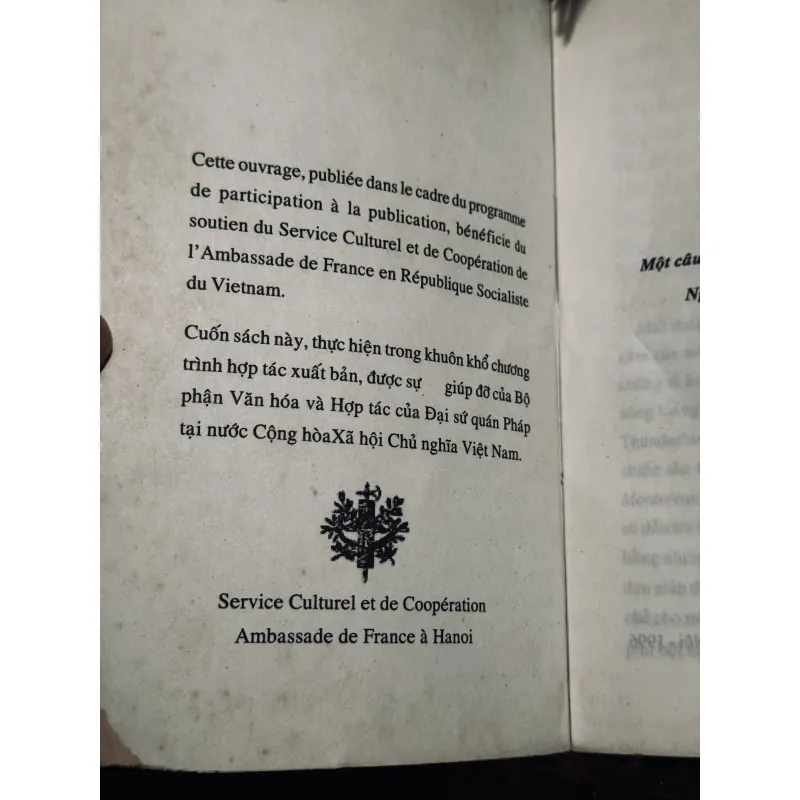 Cette ouvrage, publiée dans le cadre du programme
de participation à la publication, bénéficie du
soutien du Service Culturel et de Coopération de
l'Ambassade de France en République Socialiste
du Vietnam.
Cuốn sách này, thực hiện trong khuôn khổ chương
trình hợp tác xuất bản, được sự giúp đỡ của Bộ
phận Văn hóa và Hợp tác của Đại sứ quán Pháp
tại nước Cộng hòaXã hội Chủ nghĩa Việt Nam.
Service Culturel et de Coopération
Ambassade de France à Hanoi
Một câu